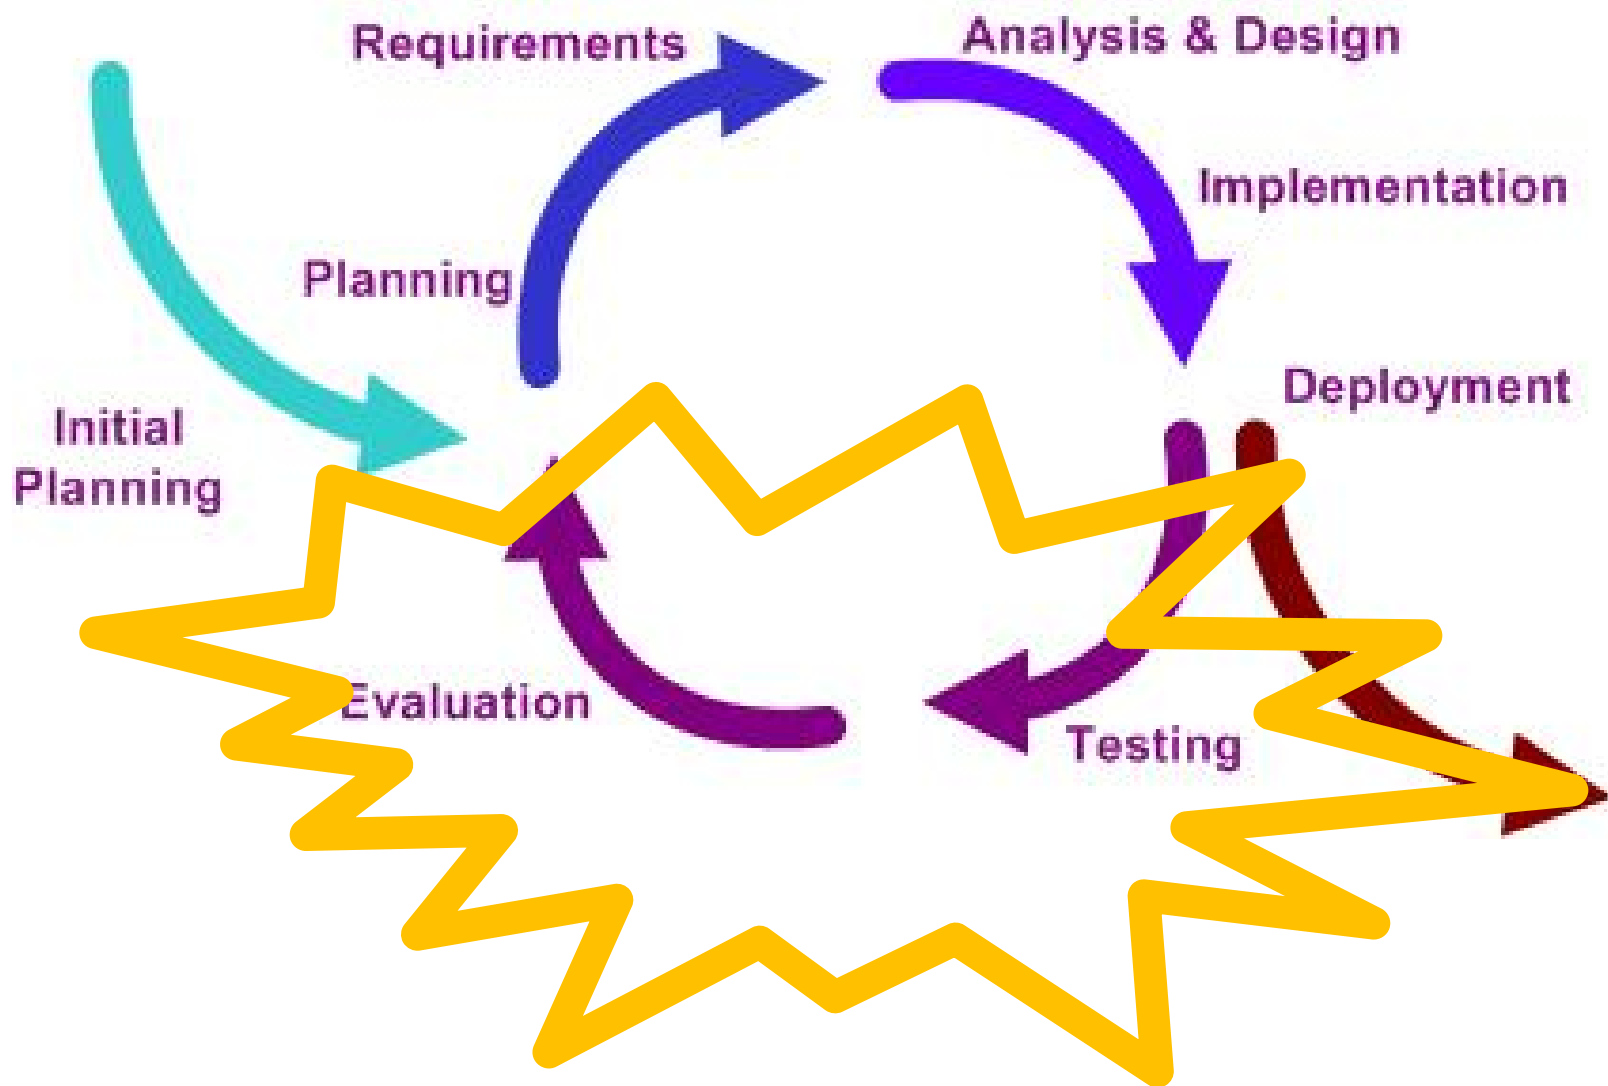 Requirements
Analysis & Design
Implementation
Planning
Deployment
Initial
Planning
Evaluation
Testing